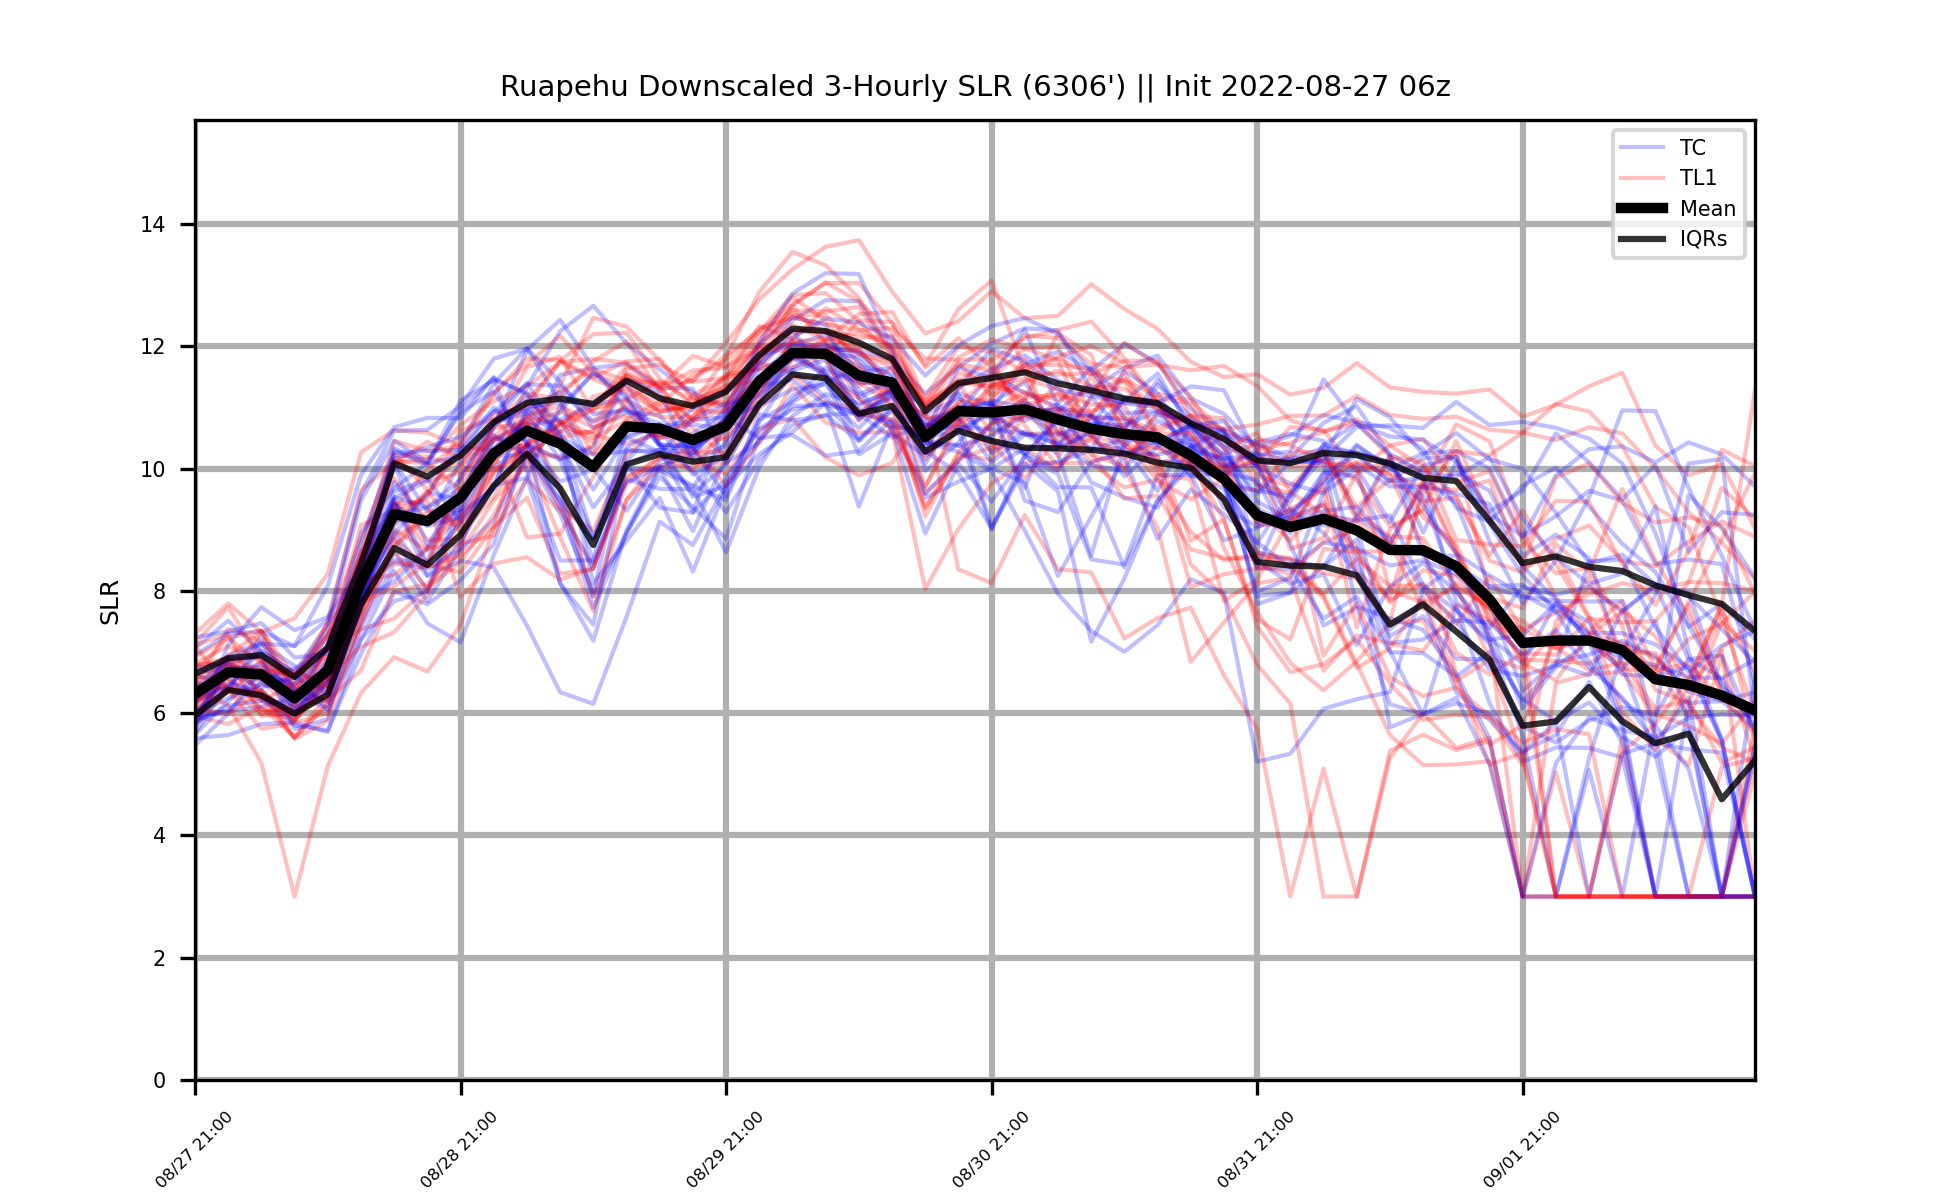 Ruapehu Downscaled 3-Hourly SLR (6306') || Init 2022-08-27 06z
TC
TL1
Mean
IQRs
SLR
14
12
10
8
6
4
2
0
08/27 21:00
08/28 21:00
08/29 21:00
08/30 21:00
08/31 21:00
09/01 21:00